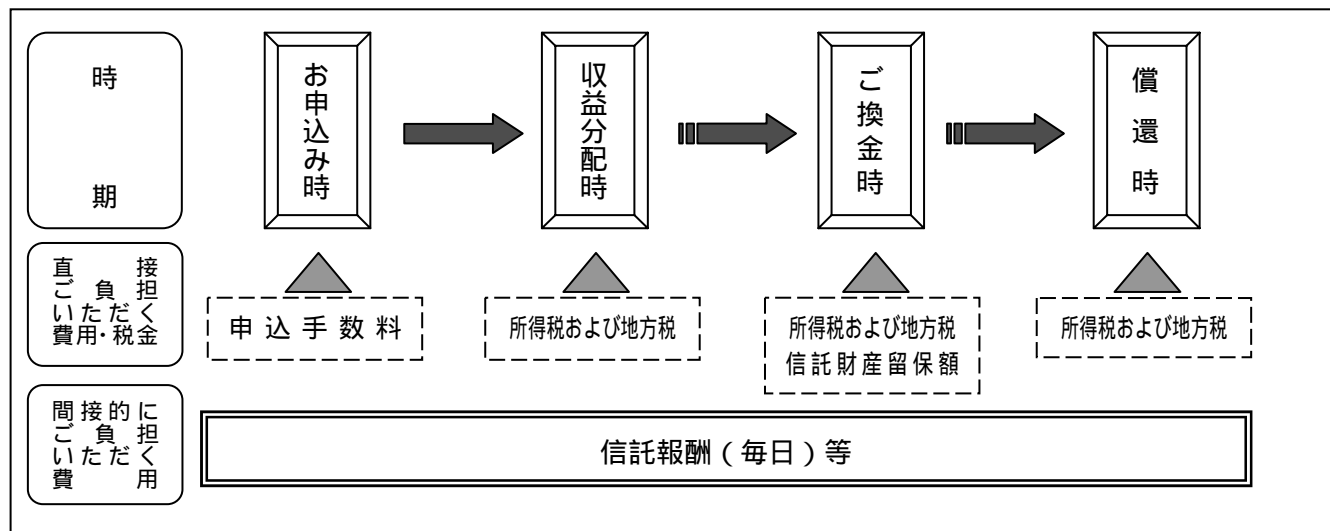 時期
お申込み時
収益分配時
ご換金時
償還時
直接
ご負担
いただく
費用・税金
申込手数料
所得税および地方税
所得税および地方税
信託財産留保額
所得税および地方税
間接的に
ご負担
いただく
費用
信託報酬（毎日）等